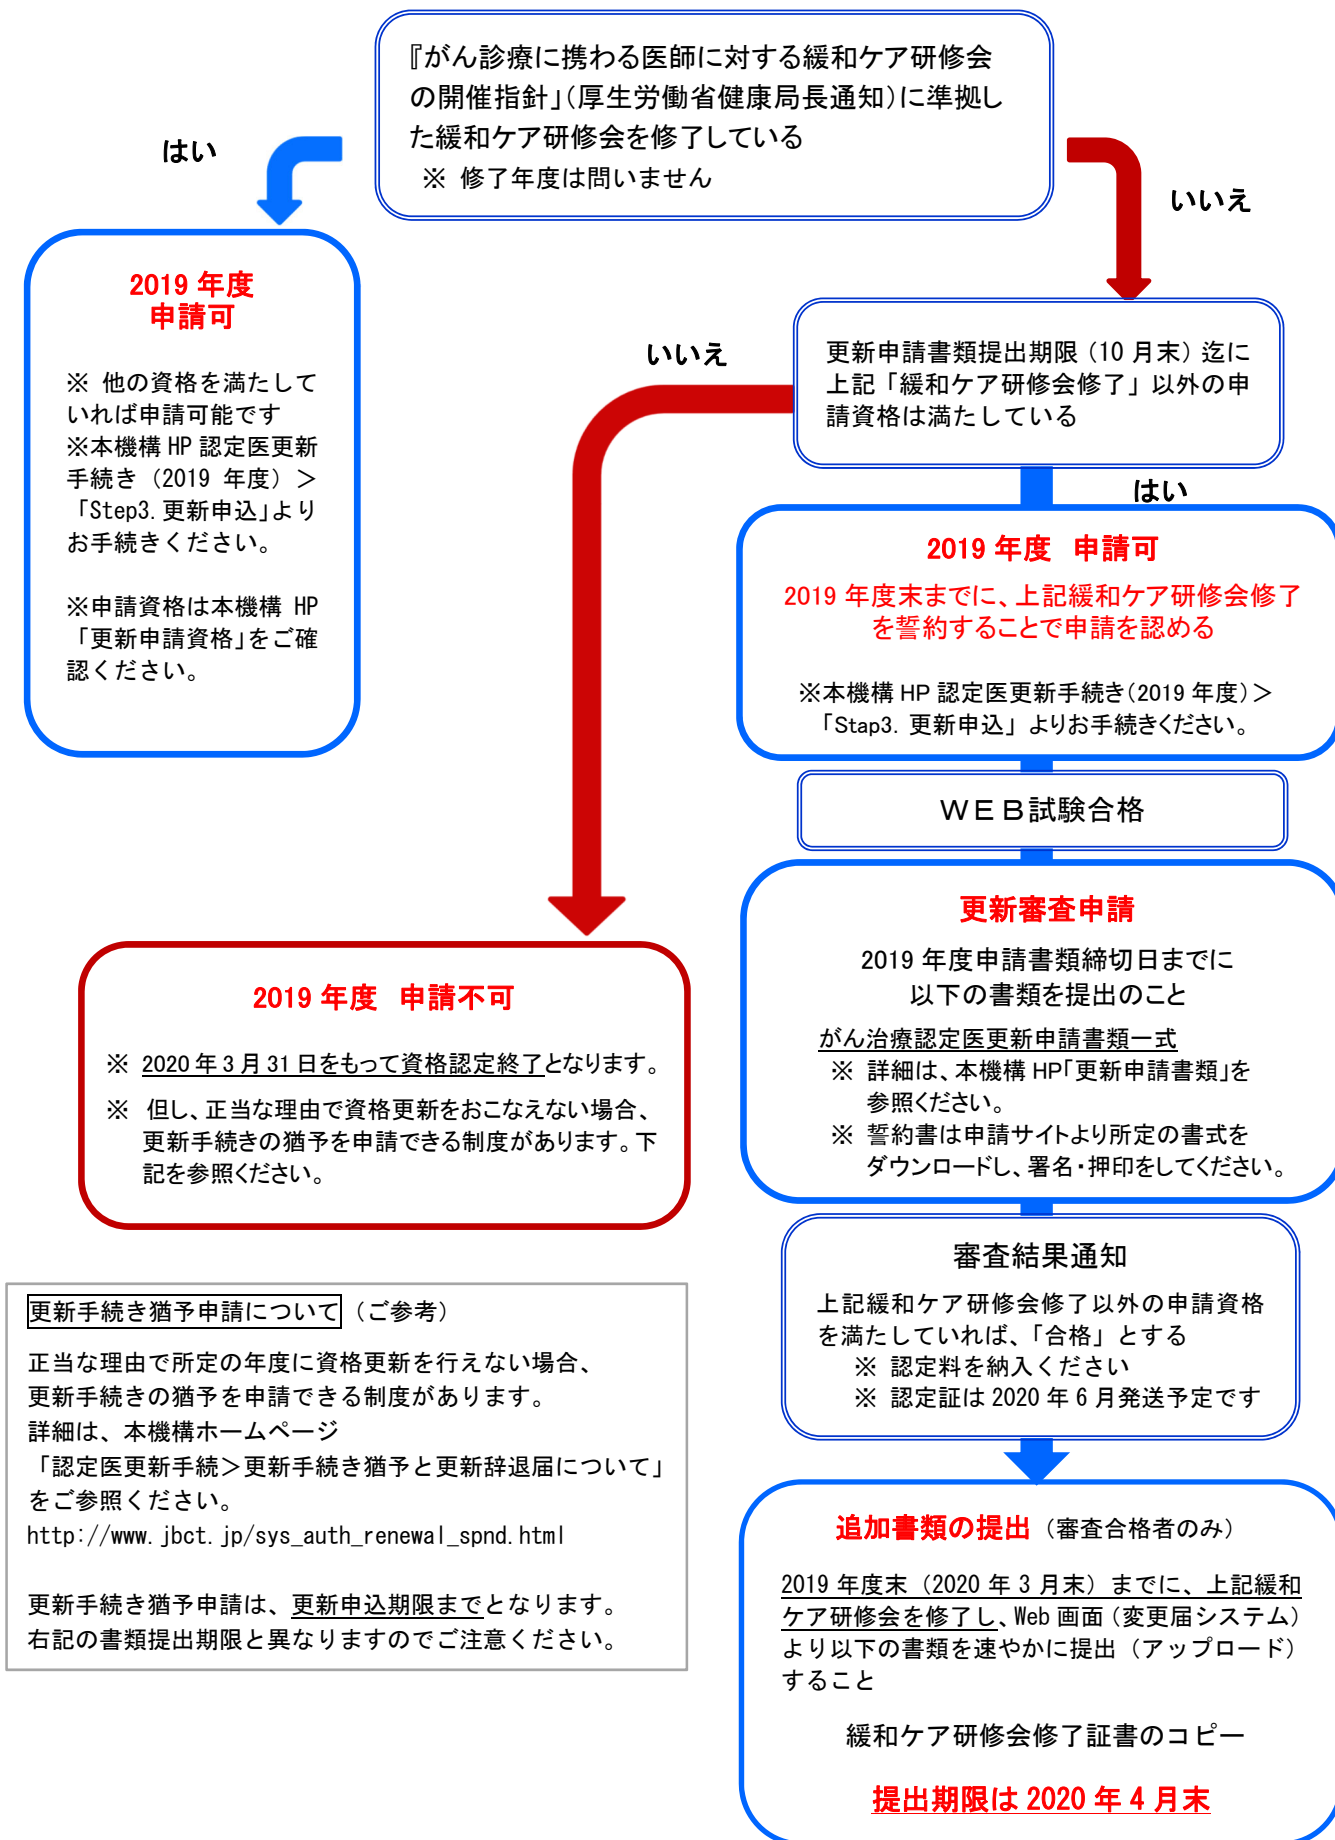 『がん診療に携わる医師に対する緩和ケア研修会
の開催指針」（厚生労働省健康局長通知）に準拠し
た緩和ケア研修会を修了している
※ 修了年度は問いません
はい
いいえ
2019 年度
申請可
※ 他の資格を満たして
いれば申請可能です
※本機構 HP 認定医更新
手続き（2019 年度）＞
「Step3. 更新申込」より
お手続きください。
※申請資格は本機構 HP
「更新申請資格」をご確
認ください。
いいえ
更新申請書類提出期限（10 月末）迄に
上記「緩和ケア研修会修了」以外の申
請資格は満たしている
はい
2019 年度 申請可
2019 年度末までに、上記緩和ケア研修会修了
を誓約することで申請を認める
※本機構 HP 認定医更新手続き（2019 年度）＞
「Stap3. 更新申込」よりお手続きください。
ＷＥＢ試験合格
更新審査申請
2019 年度申請書類締切日までに
以下の書類を提出のこと
がん治療認定医更新申請書類一式
※ 詳細は、本機構 HP「更新申請書類」を
参照ください。
※ 誓約書は申請サイトより所定の書式を
ダウンロードし、署名・押印をしてください。
2019 年度 申請不可
※ 2020 年 3 月 31 日をもって資格認定終了となります。
※ 但し、正当な理由で資格更新をおこなえない場合、
更新手続きの猶予を申請できる制度があります。下
記を参照ください。
審査結果通知
上記緩和ケア研修会修了以外の申請資格
を満たしていれば、「合格」とする
※ 認定料を納入ください
※ 認定証は 2020 年 6 月発送予定です
更新手続き猶予申請について（ご参考）
正当な理由で所定の年度に資格更新を行えない場合、
更新手続きの猶予を申請できる制度があります。
詳細は、本機構ホームページ
「認定医更新手続＞更新手続き猶予と更新辞退届について」
をご参照ください。
http://www.jbct.jp/sys_auth_renewal_spnd.html
更新手続き猶予申請は、更新申込期限までとなります。
右記の書類提出期限と異なりますのでご注意ください。
追加書類の提出（審査合格者のみ）
2019 年度末（2020 年 3 月末）までに、上記緩和
ケア研修会を修了し、Web 画面（変更届システム）
より以下の書類を速やかに提出（アップロード）
すること
緩和ケア研修会修了証書のコピー
提出期限は 2020 年 4 月末